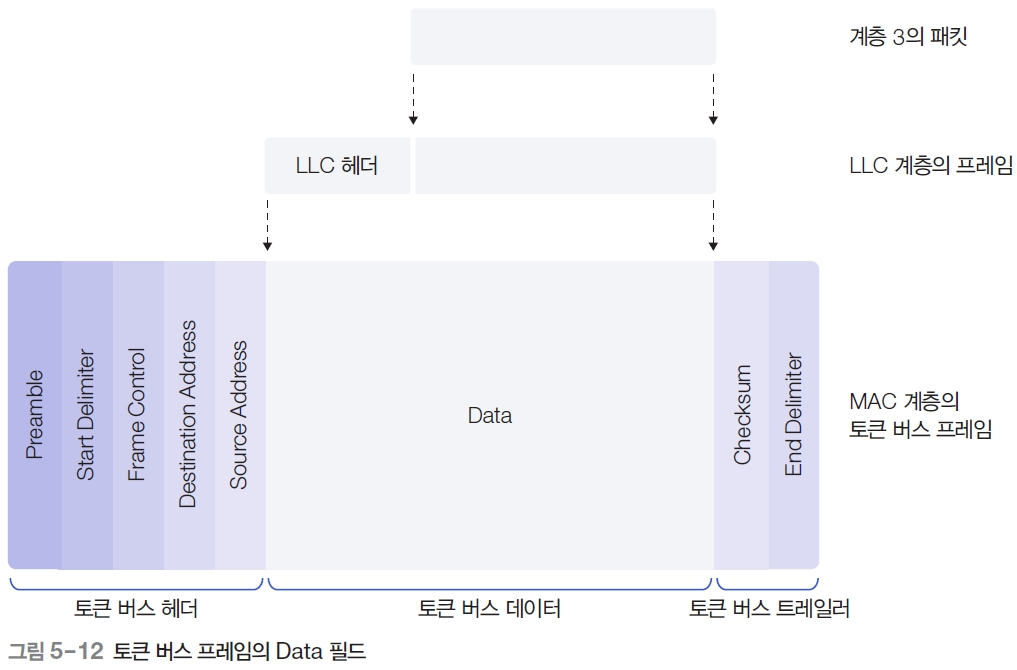 계층 3의 패킷
LLC 헤더
LLC 계층의 프레임
Preamble
Start Delimiter
Frame Control
Destination Address
Source Address
Data
Checksum
End Delimiter
MAC 계층의
토큰 버스 프레임
토큰 버스 헤더
토큰 버스 데이터
토큰 버스 트레일러
그림 5-12 토큰 버스 프레임의 Data 필드